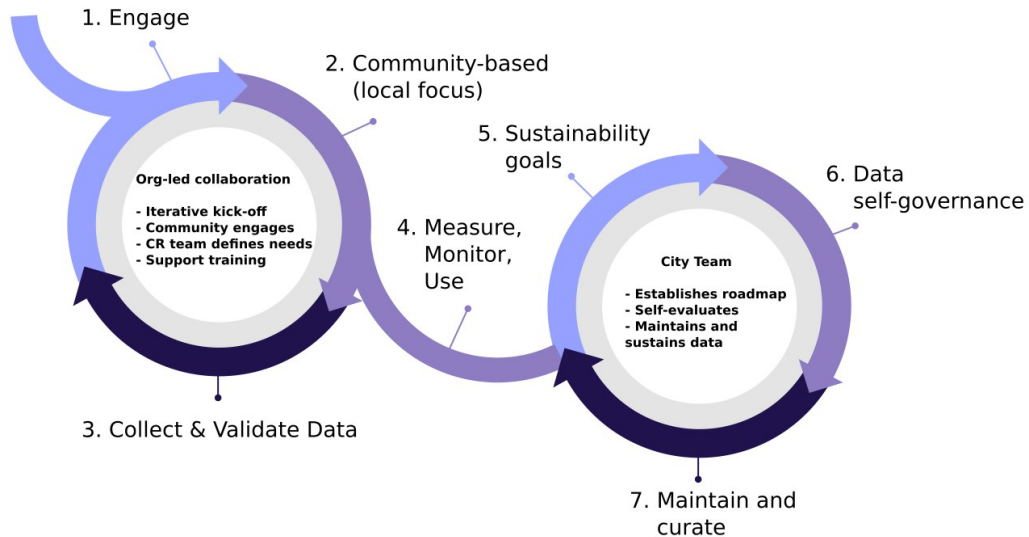 1. Engage
2. Community-based
(local focus)
Org-led collaboration
- Iterative kick-off
- Community engages
- CR team defines needs
- Support training
3. Collect & Validate Data
4. Measure,
Monitor,
Use
5. Sustainability
goals
6. Data
self-governance
City Team
- Establishes roadmap
- Self-evaluates
- Maintains and
sustains data
7. Maintain and
curate